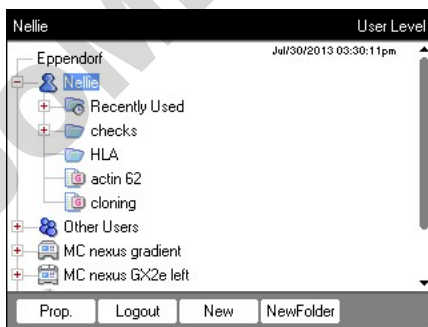 Nellie User Level
Jul/30/2013 03:30:11pm
Eppendorf
Nellie
Recently Used
checks
HLA
actin 62
cloning
Other Users
MC nexus gradient
MC nexus GX2e left
Prop. Logout New NewFolder